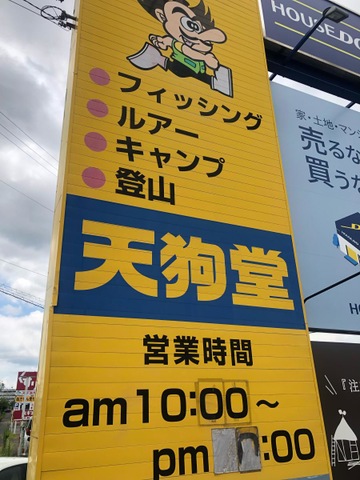 フィッシング
ルアー
キャンプ
登山
天狗堂
営業時間
am10:00～
pm :00
HOUSE DO
家・土地・マン
売るな
買うな
HO
『注